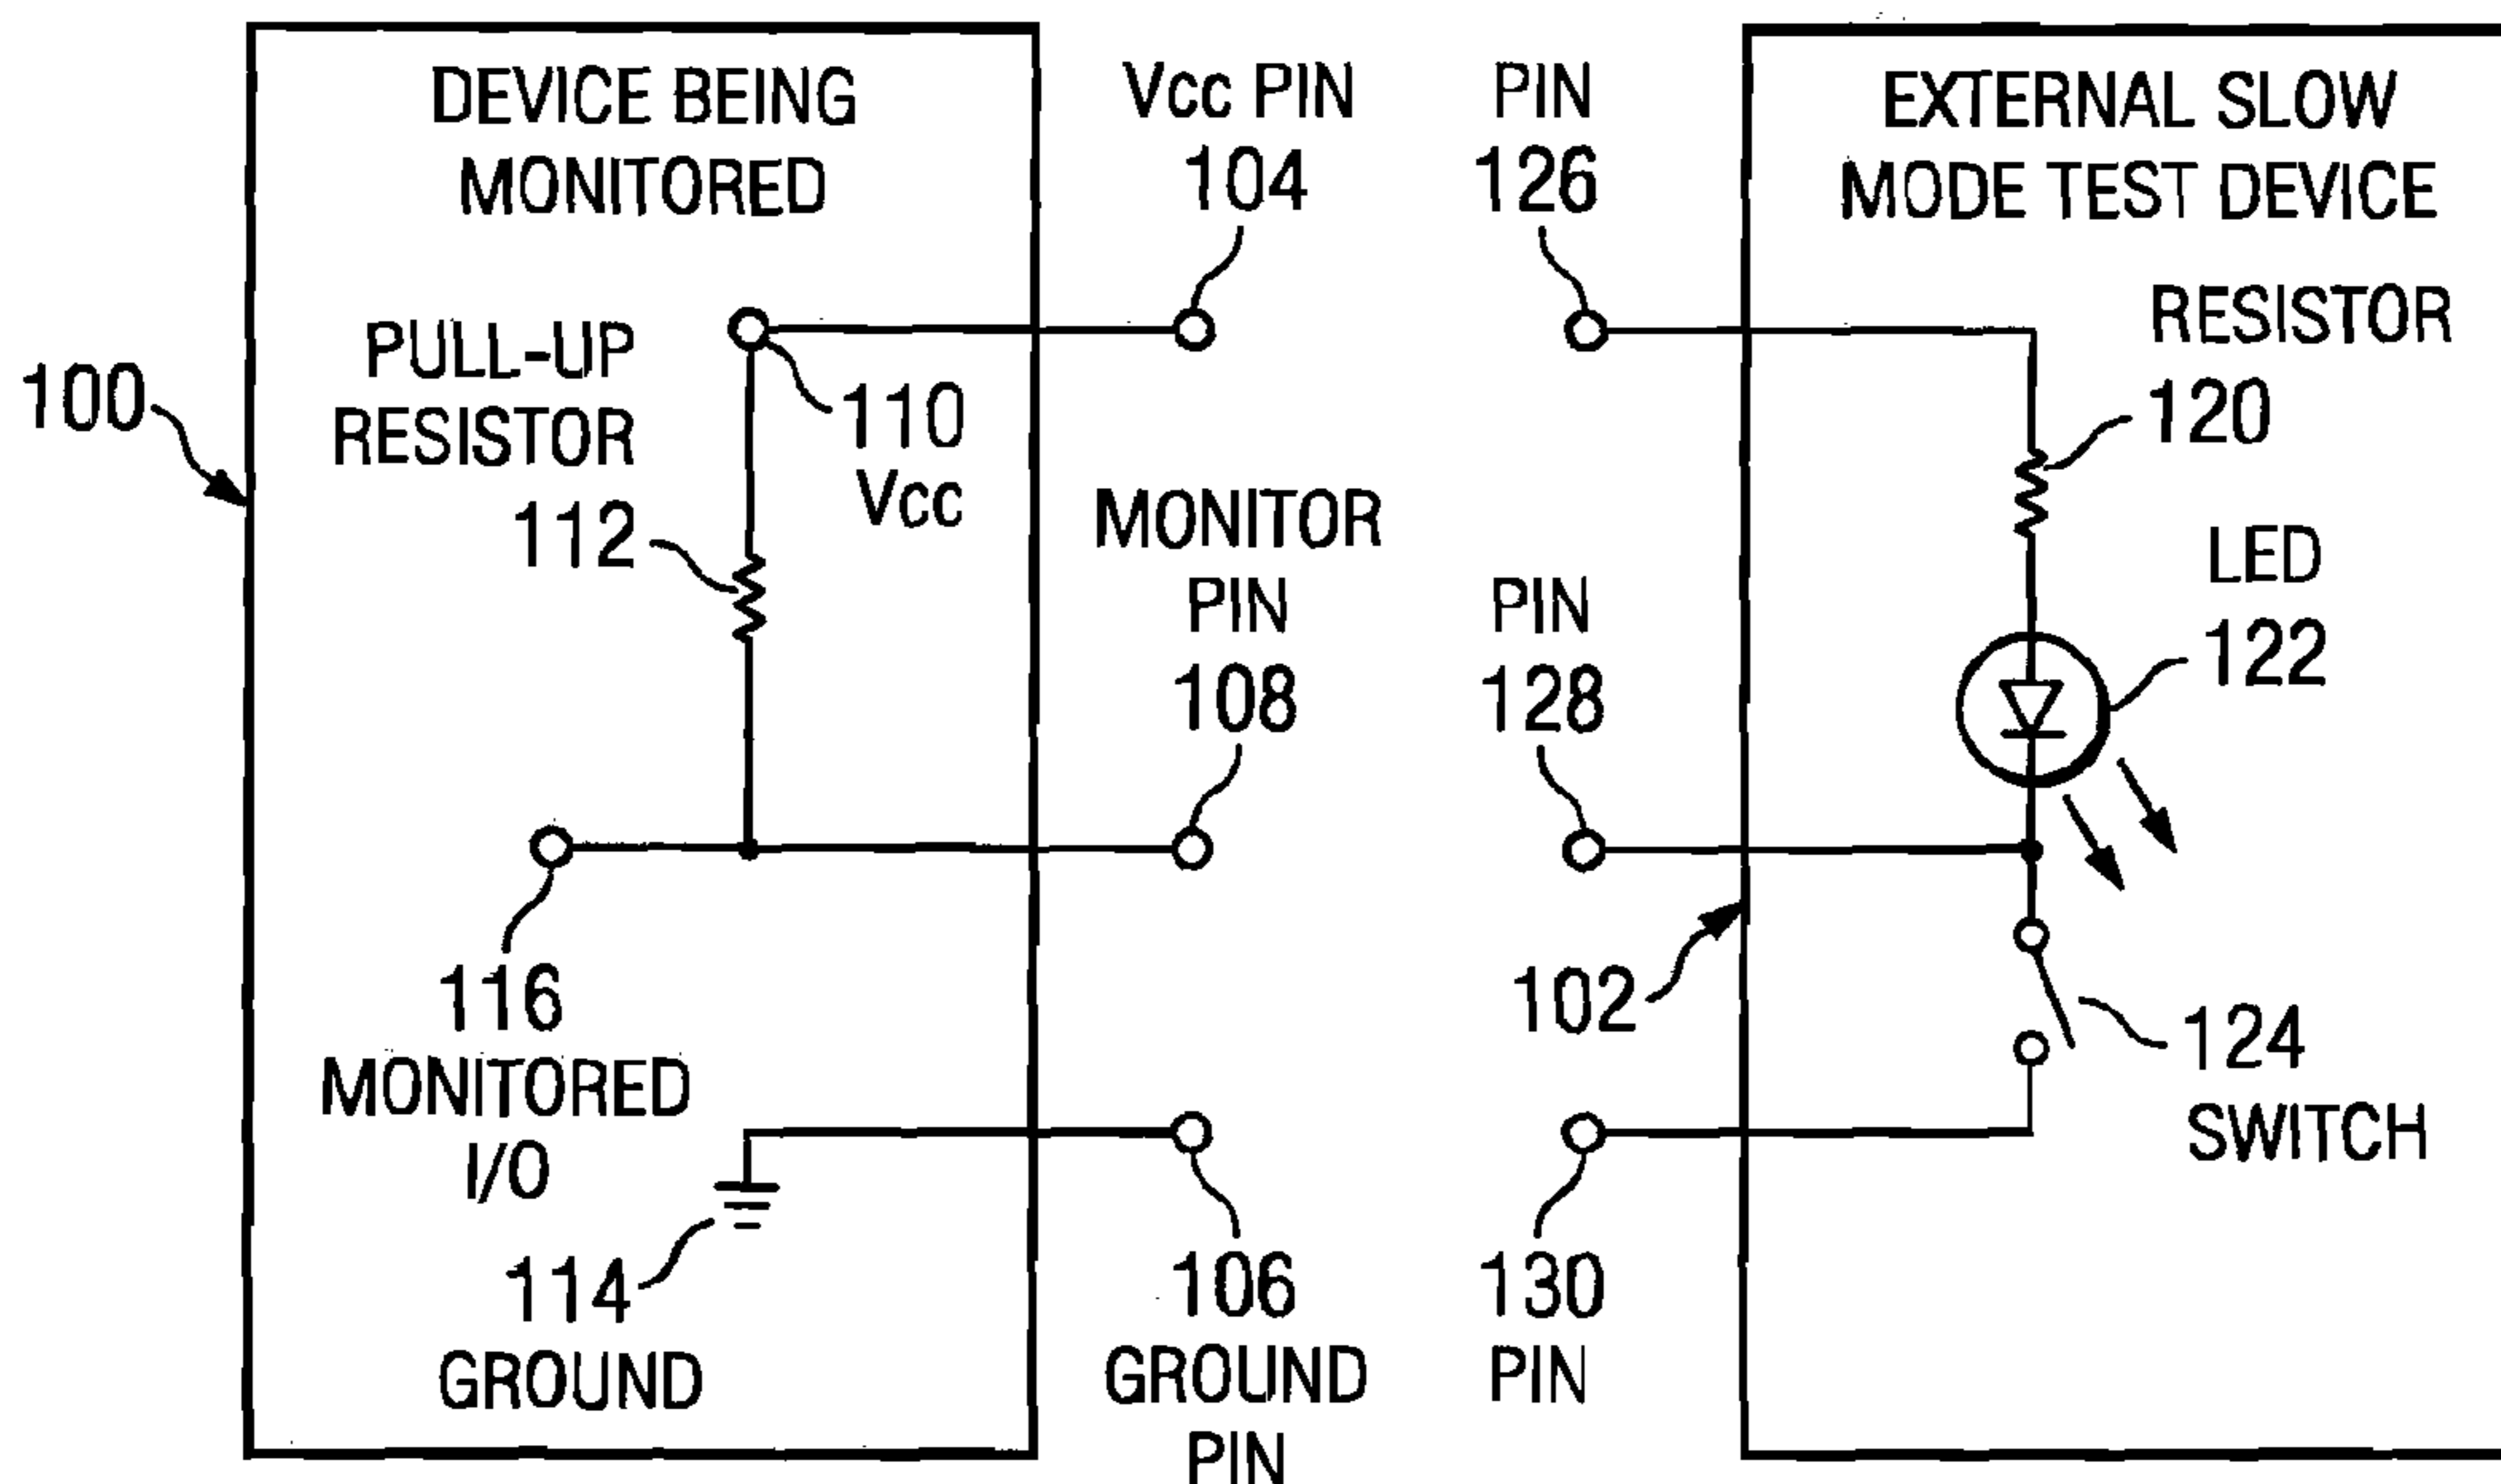 DEVICE BEING
MONITORED
Vcc PIN
104
PIN
126
EXTERNAL SLOW
MODE TEST DEVICE
100
PULL-UP
RESISTOR
112
110
Vcc
RESISTOR
120
MONITOR
PIN
108
PIN
128
LED
122
116
MONITORED
I/O
102
124
SWITCH
114
GROUND
106
GROUND
PIN
130
PIN